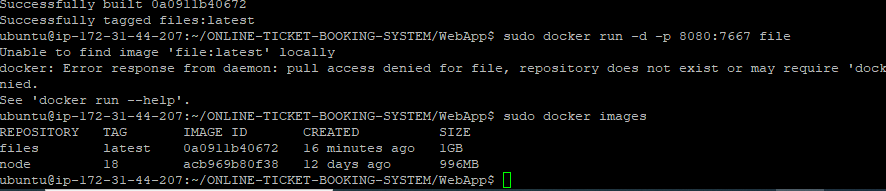 Successfully built 0a0911b40672
Successfully tagged files:latest
ubuntu@ip-172-31-44-207:~/ONLINE-TICKET-BOOKING-SYSTEM/WebApp$ sudo docker run -d -p 8080:7667 file
Unable to find image 'file:latest' locally
docker: Error response from daemon: pull access denied for file, repository does not exist or may require 'dock
nied.
See 'docker run --help'.
ubuntu@ip-172-31-44-207:~/ONLINE-TICKET-BOOKING-SYSTEM/WebApp$ sudo docker images
REPOSITORY TAG IMAGE ID CREATED SIZE
files latest 0a0911b40672 16 minutes ago 1GB
node 18 acb969b80f38 12 days ago 996MB
ubuntu@ip-172-31-44-207:~/ONLINE-TICKET-BOOKING-SYSTEM/WebApp$